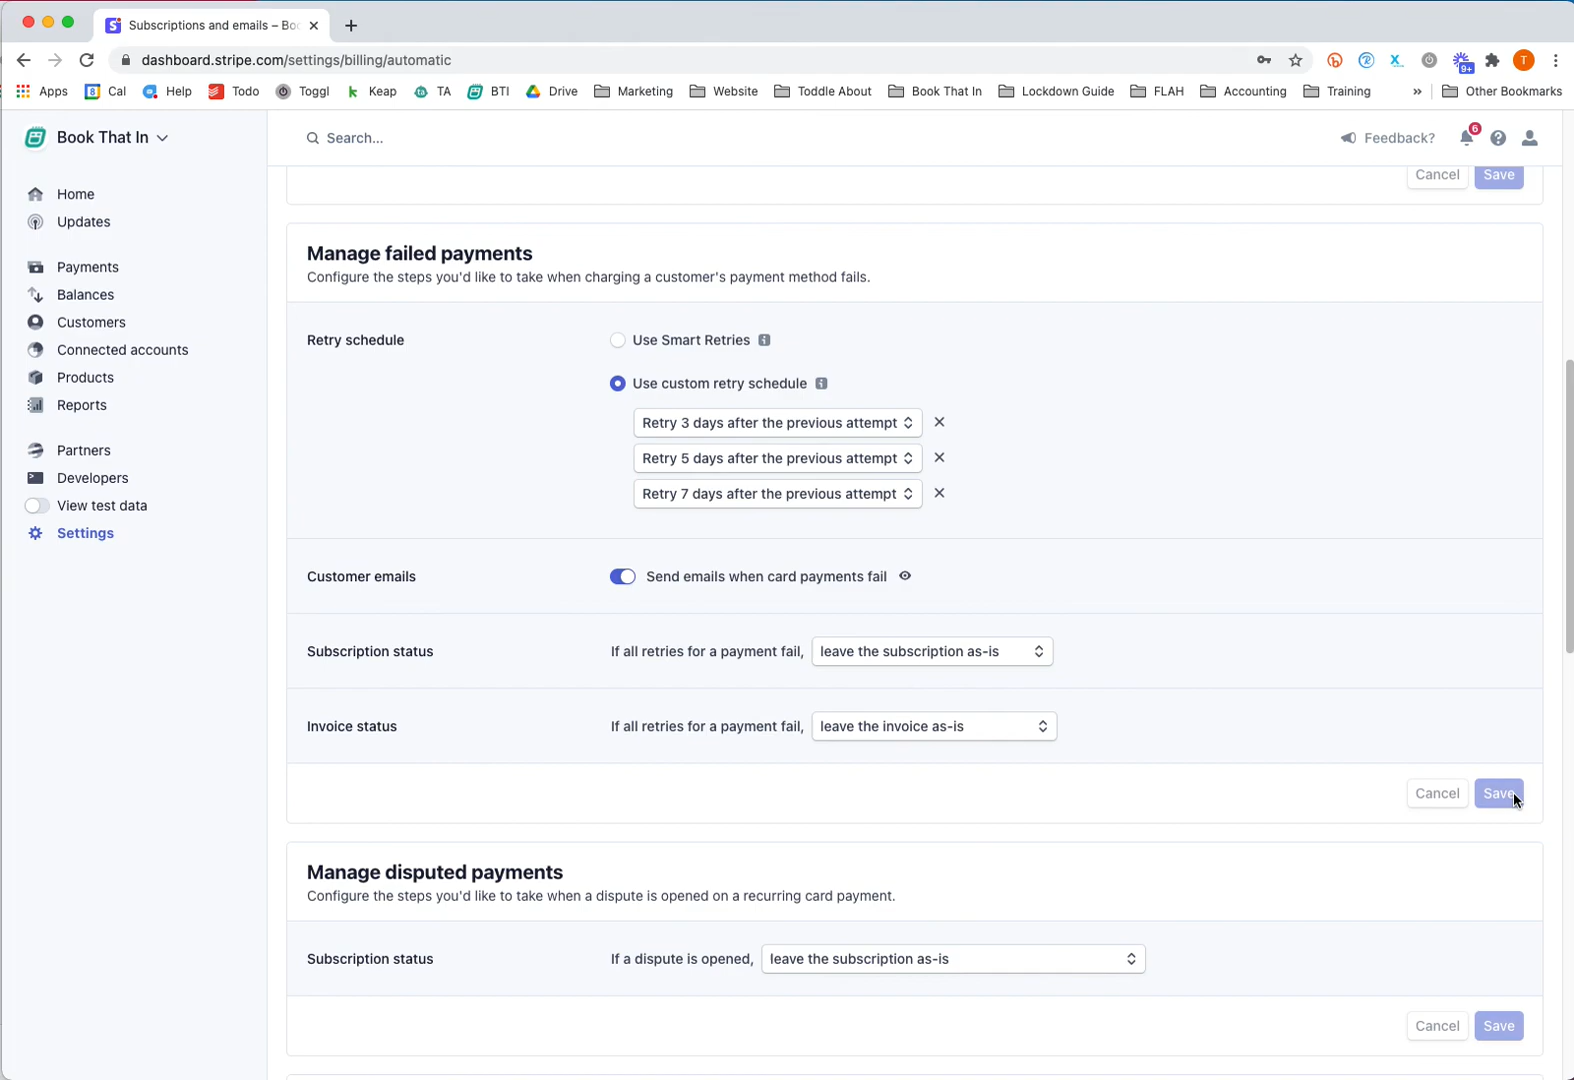 Subscriptions and emails – Boo
dashboard.stripe.com/settings/billing/automatic
9+
T
Apps
8 Cal
Help
Todo
Toggl
k Keap
TA
BTI
Drive
Marketing
Website
Toddle About
Book That In
Lockdown Guide
FLAH
Accounting
Training
»
Other Bookmarks
Book That In
Search...
Feedback?
6
Home
Updates
Payments
Balances
Customers
Connected accounts
Products
Reports
Partners
Developers
View test data
Settings
Cancel Save
Manage failed payments
Configure the steps you'd like to take when charging a customer's payment method fails.
Retry schedule
Use Smart Retries
Use custom retry schedule
Retry 3 days after the previous attempt
Retry 5 days after the previous attempt
Retry 7 days after the previous attempt
Customer emails
Send emails when card payments fail
Subscription status
If all retries for a payment fail, leave the subscription as-is
Invoice status
If all retries for a payment fail, leave the invoice as-is
Cancel Save
Manage disputed payments
Configure the steps you'd like to take when a dispute is opened on a recurring card payment.
Subscription status
If a dispute is opened, leave the subscription as-is
Cancel Save